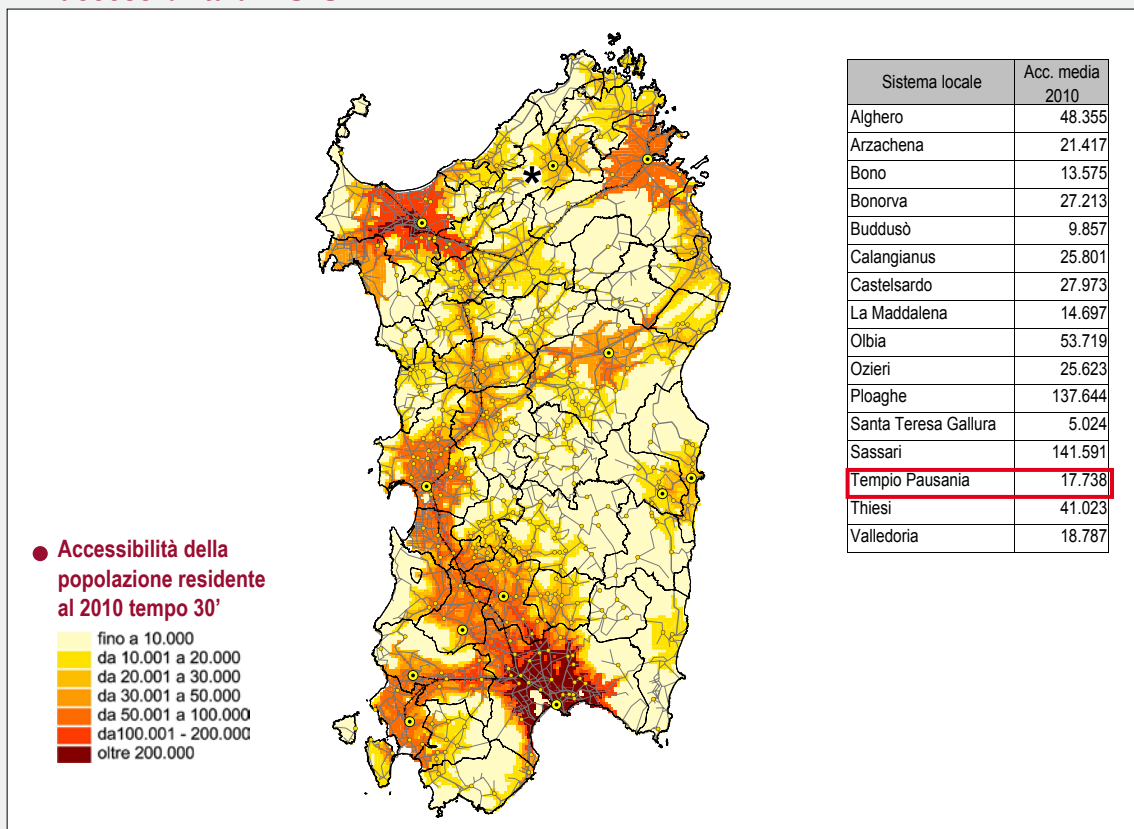 Sistema locale Acc. media 2010
Alghero 48.355
Arzachena 21.417
Bono 13.575
Bonorva 27.213
Buddusò 9.857
Calangianus 25.801
Castelsardo 27.973
La Maddalena 14.697
Olbia 53.719
Ozieri 25.623
Ploaghe 137.644
Santa Teresa Gallura 5.024
Sassari 141.591
Tempio Pausania 17.738
Thiesi 41.023
Valledoria 18.787
*
Accessibilità della
popolazione residente
al 2010 tempo 30'
fino a 10.000
da 10.001 a 20.000
da 20.001 a 30.000
da 30.001 a 50.000
da 50.001 a 100.000
da100.001 - 200.000
oltre 200.000